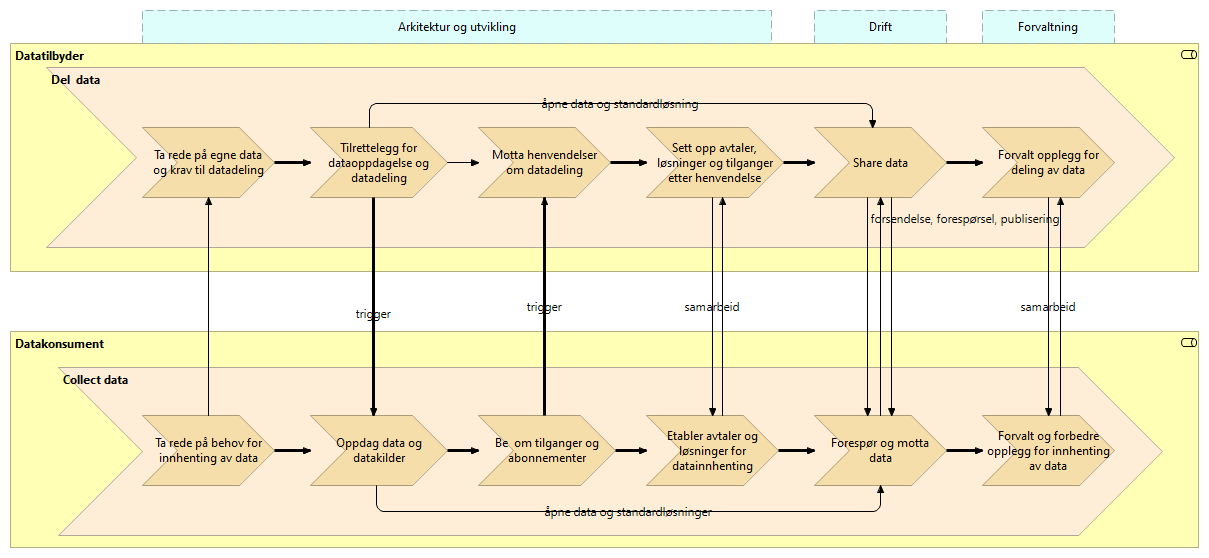 Arkitektur og utvikling
Drift
Forvaltning
Datatilbyder
Del  data
åpne data og standardløsning
Ta rede på egne data
og krav til datadeling
Tilrettelegg for
dataoppdagelse og
datadeling
Motta henvendelser
om datadeling
Sett opp avtaler,
løsninger og tilganger
etter henvendelse
Share data
Forvalt opplegg for
deling av data
forsendelse, forespørsel, publisering
trigger
trigger
samarbeid
samarbeid
Datakonsument
Collect data
Ta rede på behov for
innhenting av data
Oppdag data og
datakilder
Be  om tilganger og
abonnementer
Etabler avtaler og
løsninger for
datainnhenting
Forespør og motta
data
Forvalt og forbedre
opplegg for innhenting
av data
åpne data og standardløsninger